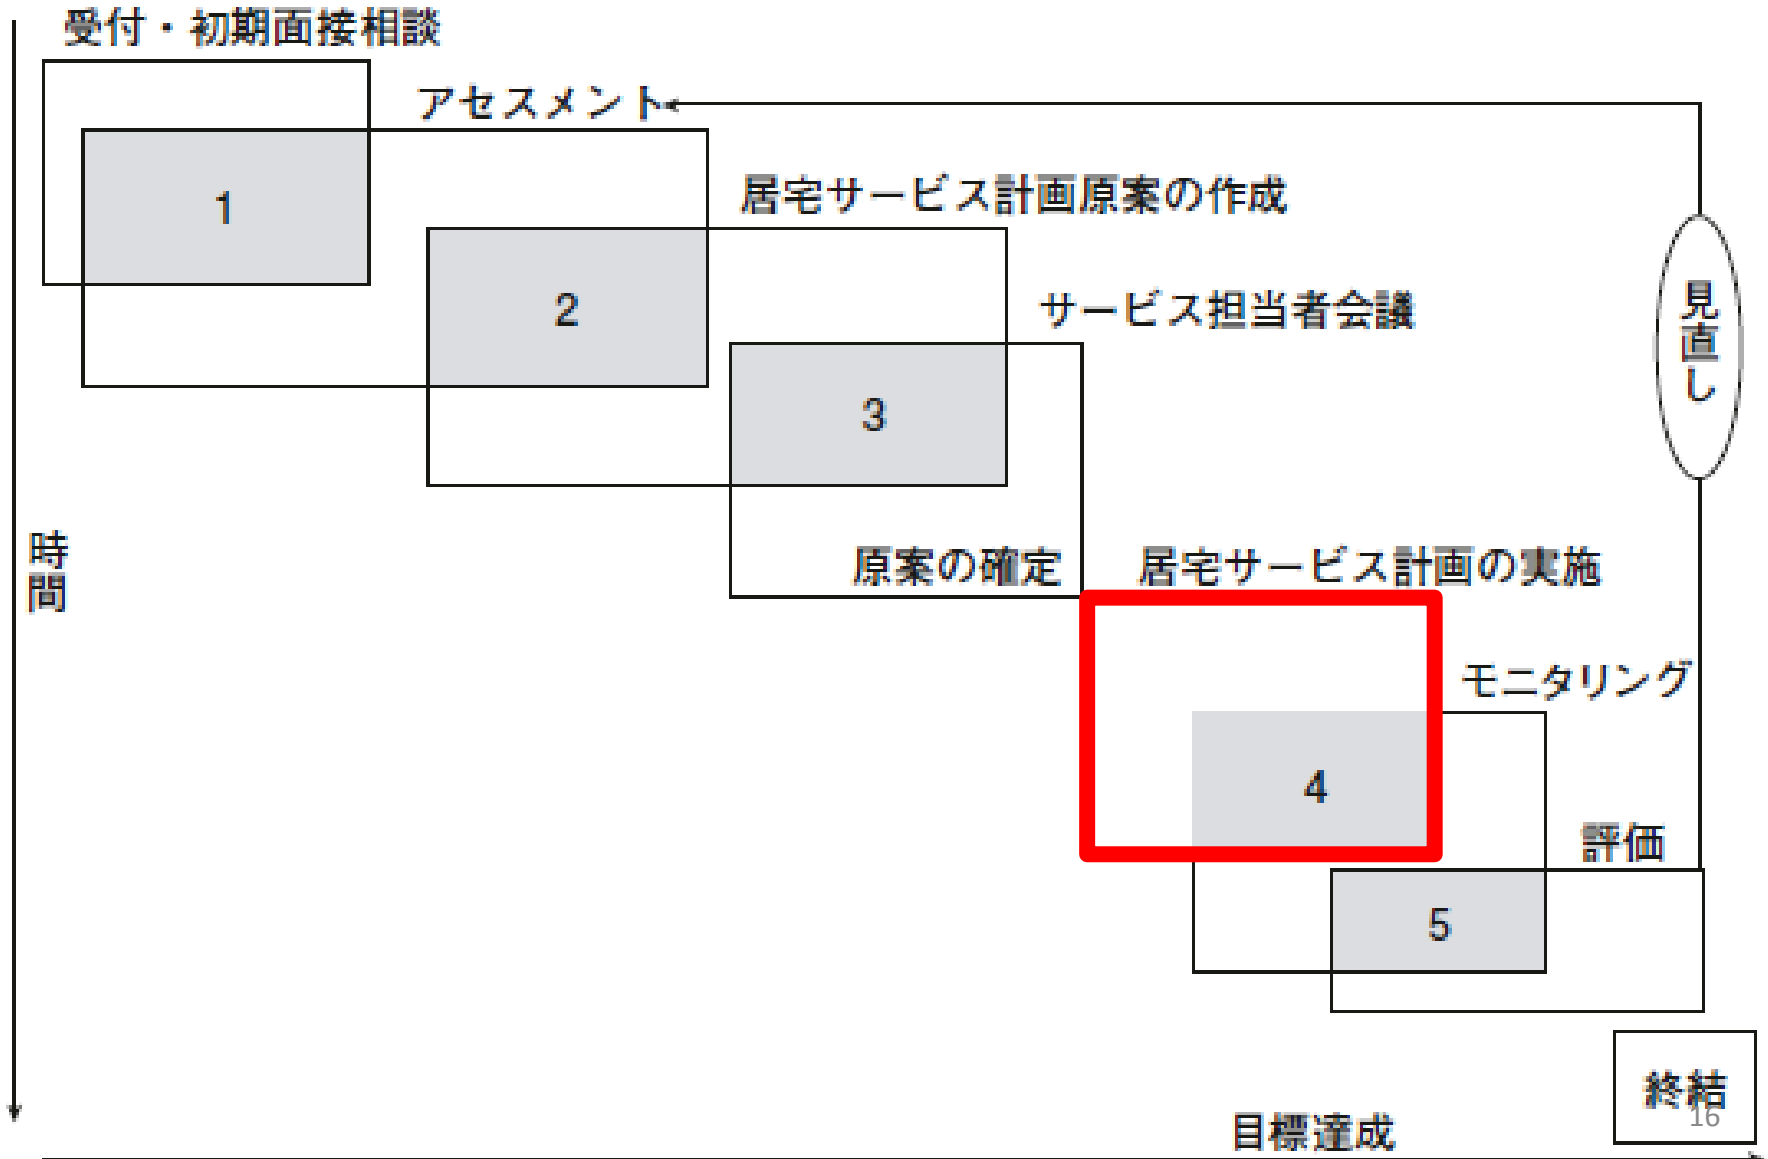 受付・初期面接相談
アセスメント
1
居宅サービス計画原案の作成
2
サービス担当者会議
見直し
3
時間
原案の確定
居宅サービス計画の実施
モニタリング
4
評価
5
終結
16
目標達成